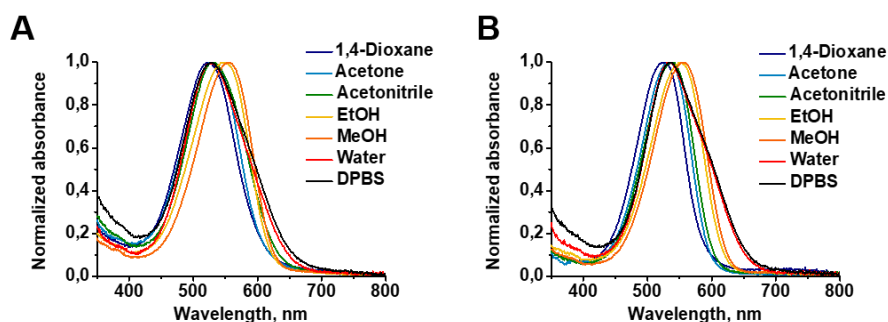 A
1,0
0,8
0,6
0,4
0,2
0,0
400 500 600 700 800
Normalized absorbance
Wavelength, nm
1,4-Dioxane
Acetone
Acetonitrile
EtOH
MeOH
Water
DPBS
B
1,0
0,8
0,6
0,4
0,2
0,0
400 500 600 700 800
Normalized absorbance
Wavelength, nm
1,4-Dioxane
Acetone
Acetonitrile
EtOH
MeOH
Water
DPBS